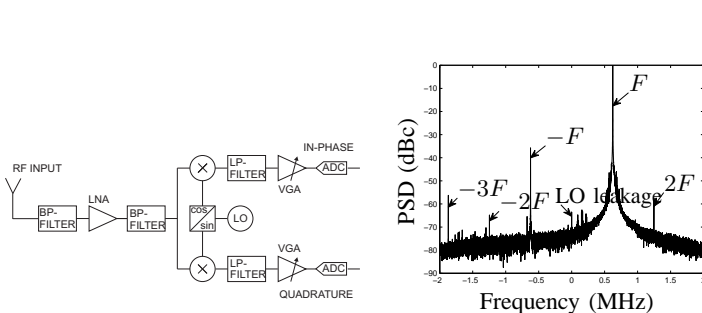 RF INPUT
BP-
FILTER
LNA
BP-
FILTER
cos
sin
LO
LP-
FILTER
VGA
IN-PHASE
ADC
LP-
FILTER
VGA
ADC
QUADRATURE
PSD (dBc)
0
−10
−20
−30
−40
−50
−60
−70
−80
−90
F
−F
−3F
−2F
LO leakage
2F
−2
−1.5
−1
−0.5
0
0.5
1
1.5
2
Frequency (MHz)